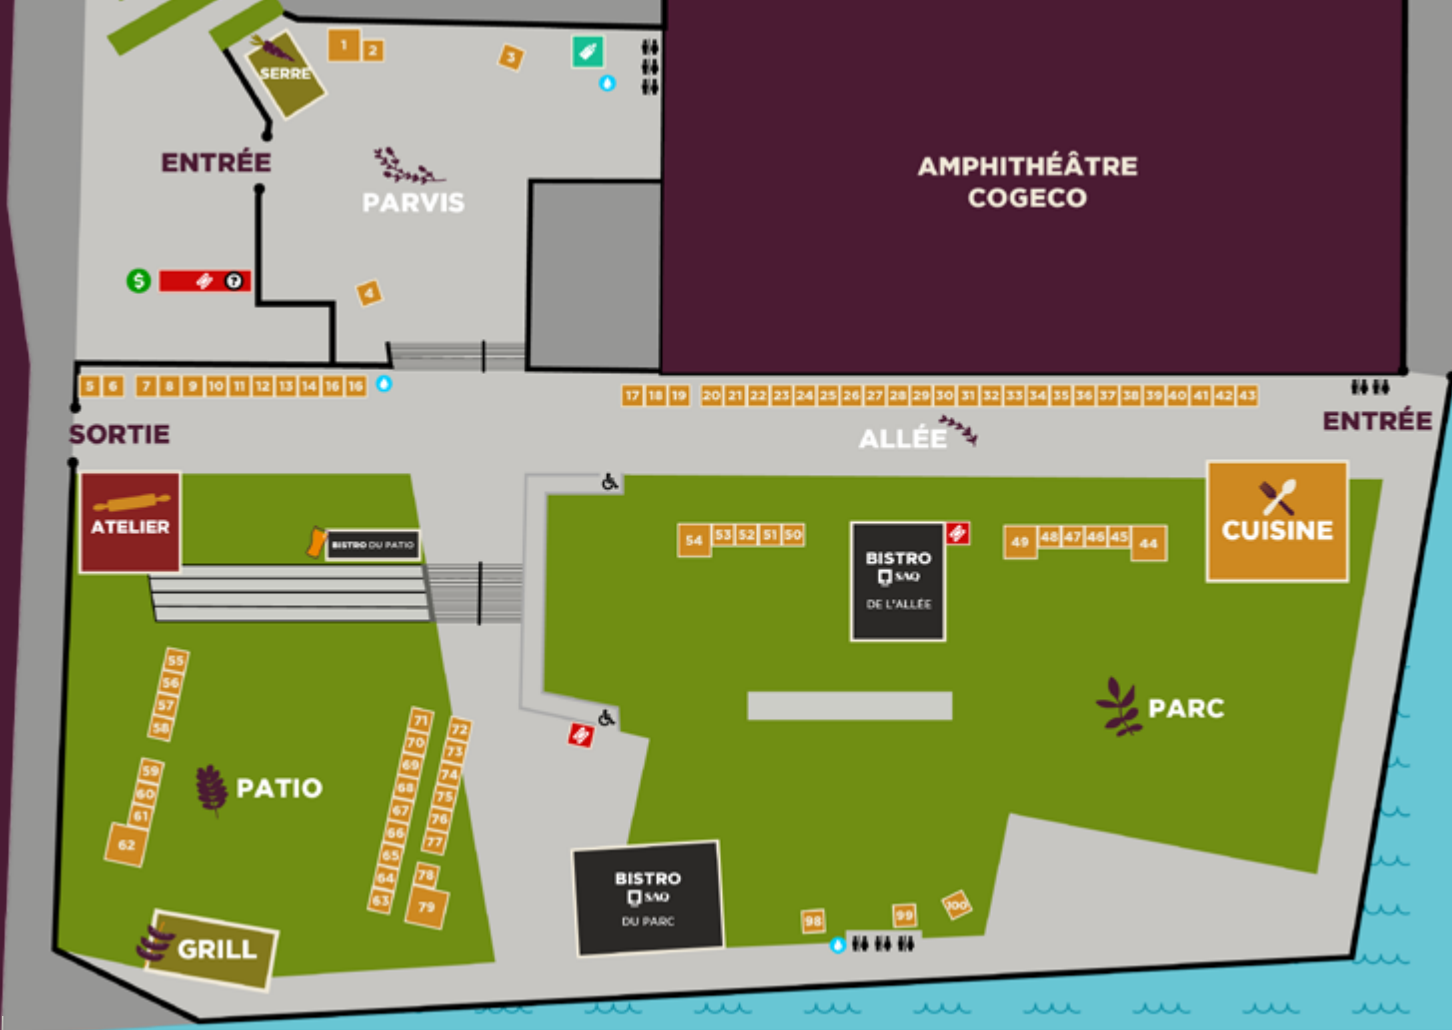 SERRE
1
2
3
ENTRÉE
PARVIS
AMPHITHÉÂTRE
COGECO
$
?
4
5 6 7 8 9 10 11 12 13 14 16 16
17 18 19 20 21 22 23 24 25 26 27 28 29 30 31 32 33 34 35 36 37 38 39 40 41 42 43
SORTIE
ALLÉE
ENTRÉE
ATELIER
BISTRO DU PATIO
54 53 52 51 50
BISTRO
SAQ
DE L'ALLÉE
49 48 47 46 45 44
CUISINE
55
56
57
58
59
60
61
62
PATIO
71
70
69
68
67
66
65
64
63
72
73
74
75
76
77
78
79
PARC
GRILL
BISTRO
SAQ
DU PARC
98
99
100